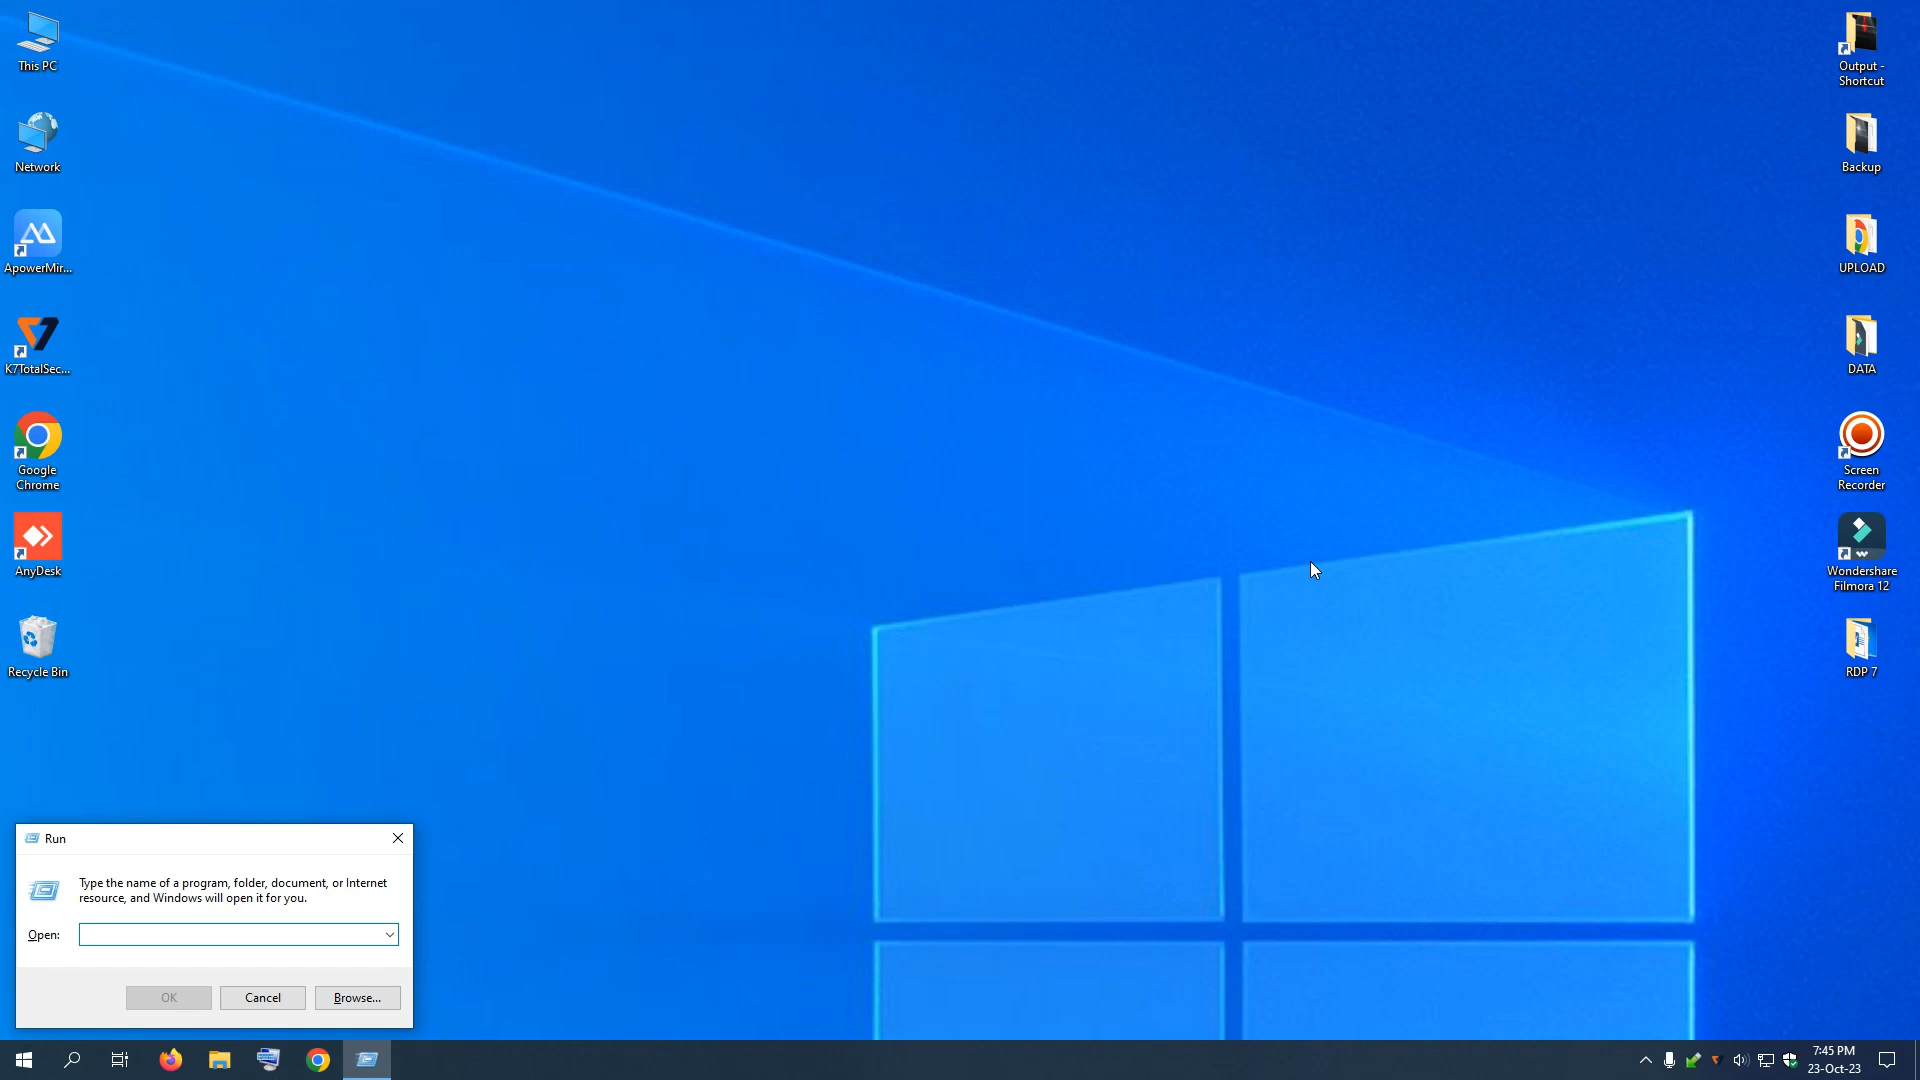 This PC
Network
ApowerMir...
K7TotalSec...
Google
Chrome
AnyDesk
Recycle Bin
Output -
Shortcut
Backup
UPLOAD
DATA
Screen
Recorder
Wondershare
Filmora 12
RDP 7
Run
Type the name of a program, folder, document, or Internet
resource, and Windows will open it for you.
Open:
OK
Cancel
Browse...
7:45 PM
23-Oct-23